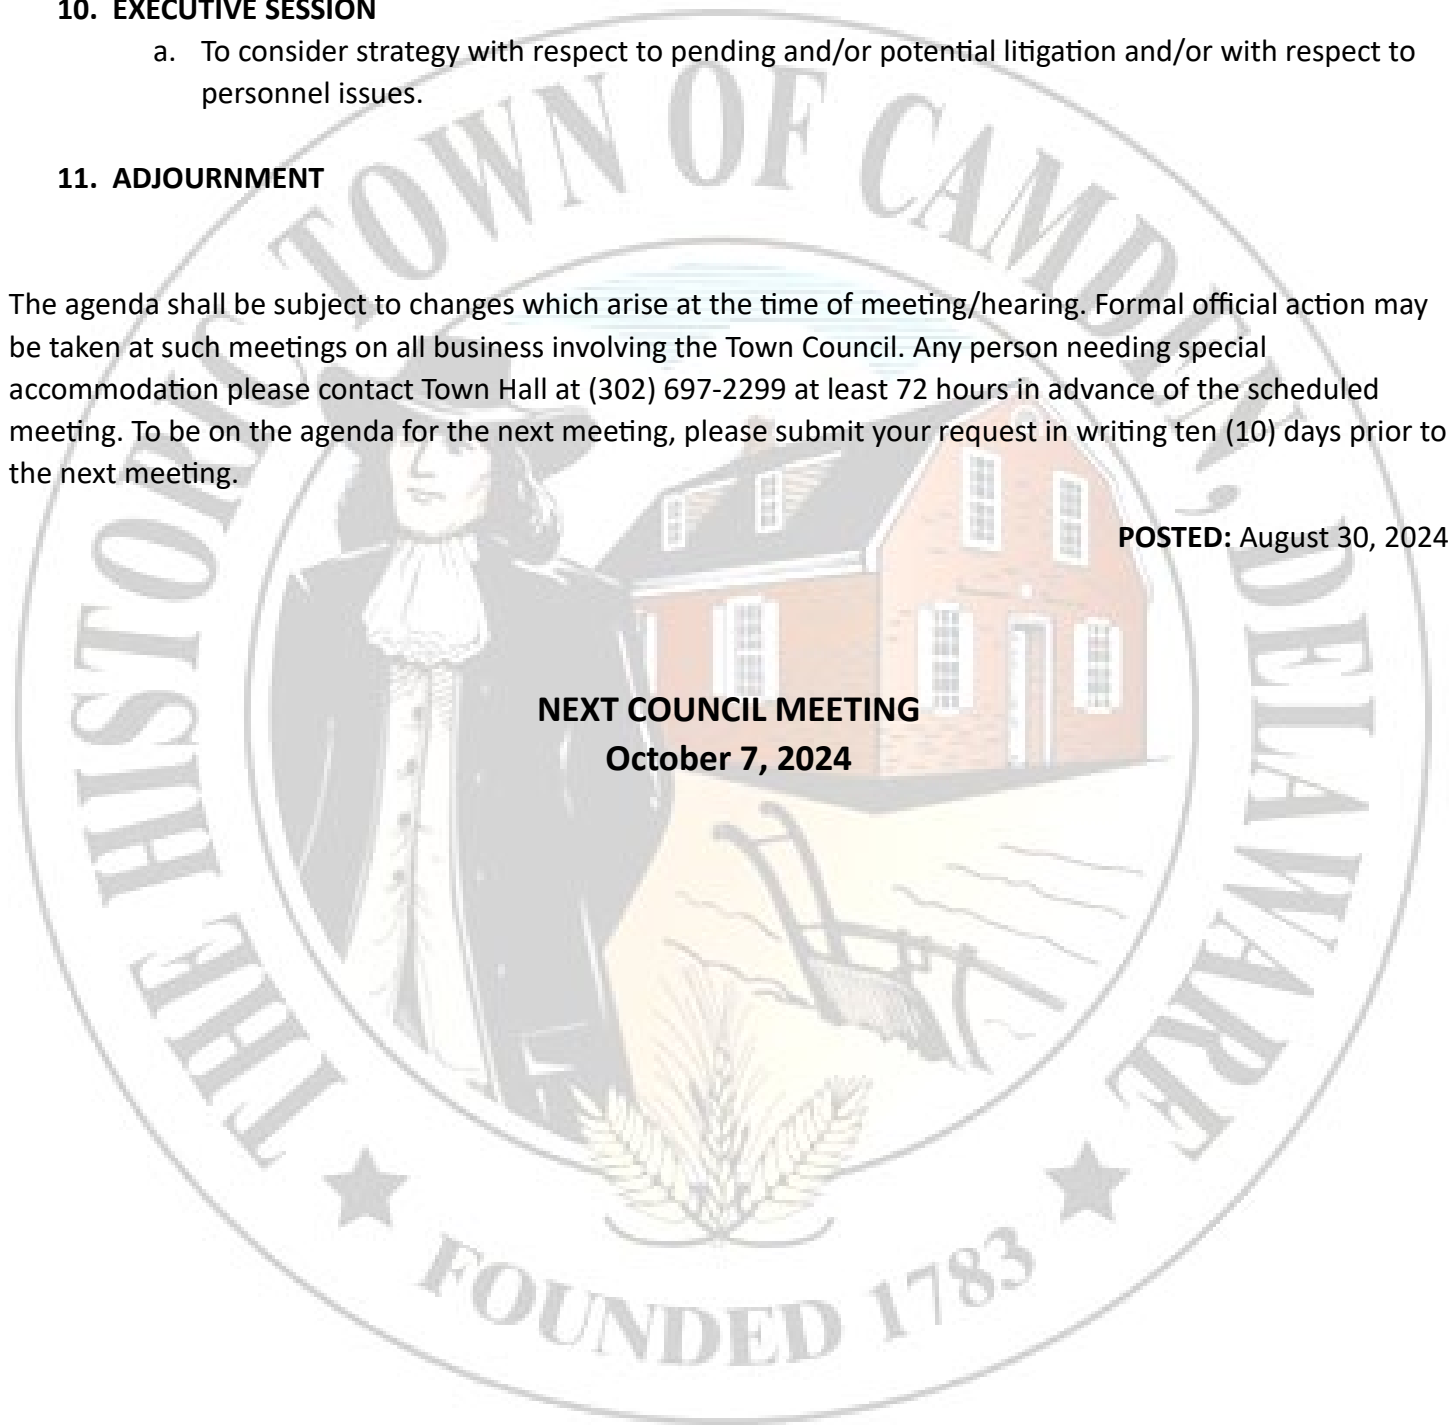 10. EXECUTIVE SESSION
a. To consider strategy with respect to pending and/or potential litigation and/or with respect to
personnel issues.
11. ADJOURNMENT
The agenda shall be subject to changes which arise at the time of meeting/hearing. Formal official action may
be taken at such meetings on all business involving the Town Council. Any person needing special
accommodation please contact Town Hall at (302) 697-2299 at least 72 hours in advance of the scheduled
meeting. To be on the agenda for the next meeting, please submit your request in writing ten (10) days prior to
the next meeting.
POSTED: August 30, 2024
NEXT COUNCIL MEETING
October 7, 2024
THE HISTORIC TOWN OF CAMDEN, DELAWARE
FOUNDED 1783